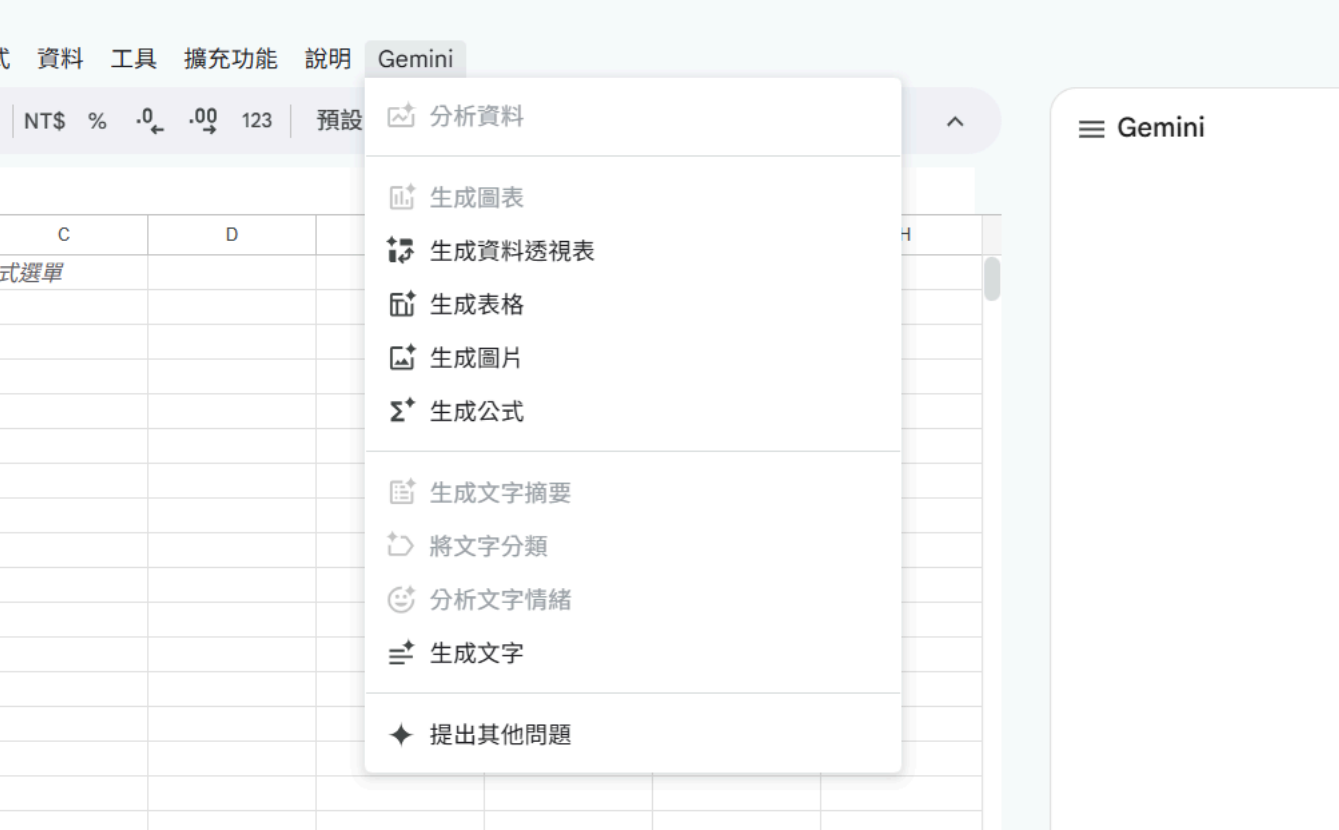 式 資料 工具 擴充功能 說明 Gemini
NT$ % .0 .00 123 預設
Gemini
C D H
式選單
分析資料
生成圖表
生成資料透視表
生成表格
生成圖片
生成公式
生成文字摘要
將文字分類
分析文字情緒
生成文字
提出其他問題